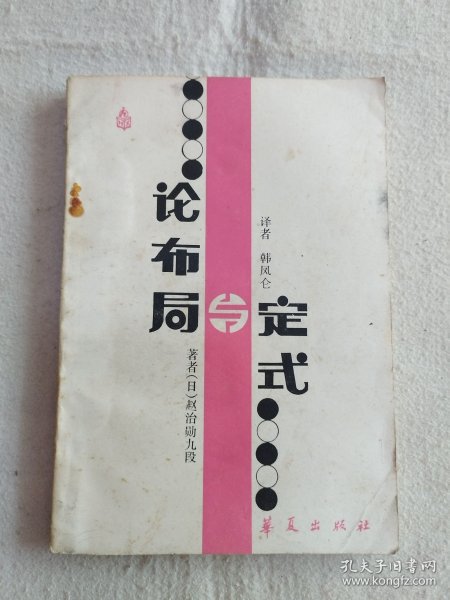 论布局
与
定式
译者 韩凤仑
著者(日)赵治勋九段
華夏出版社
孔夫子旧书网
www.kongfz.com